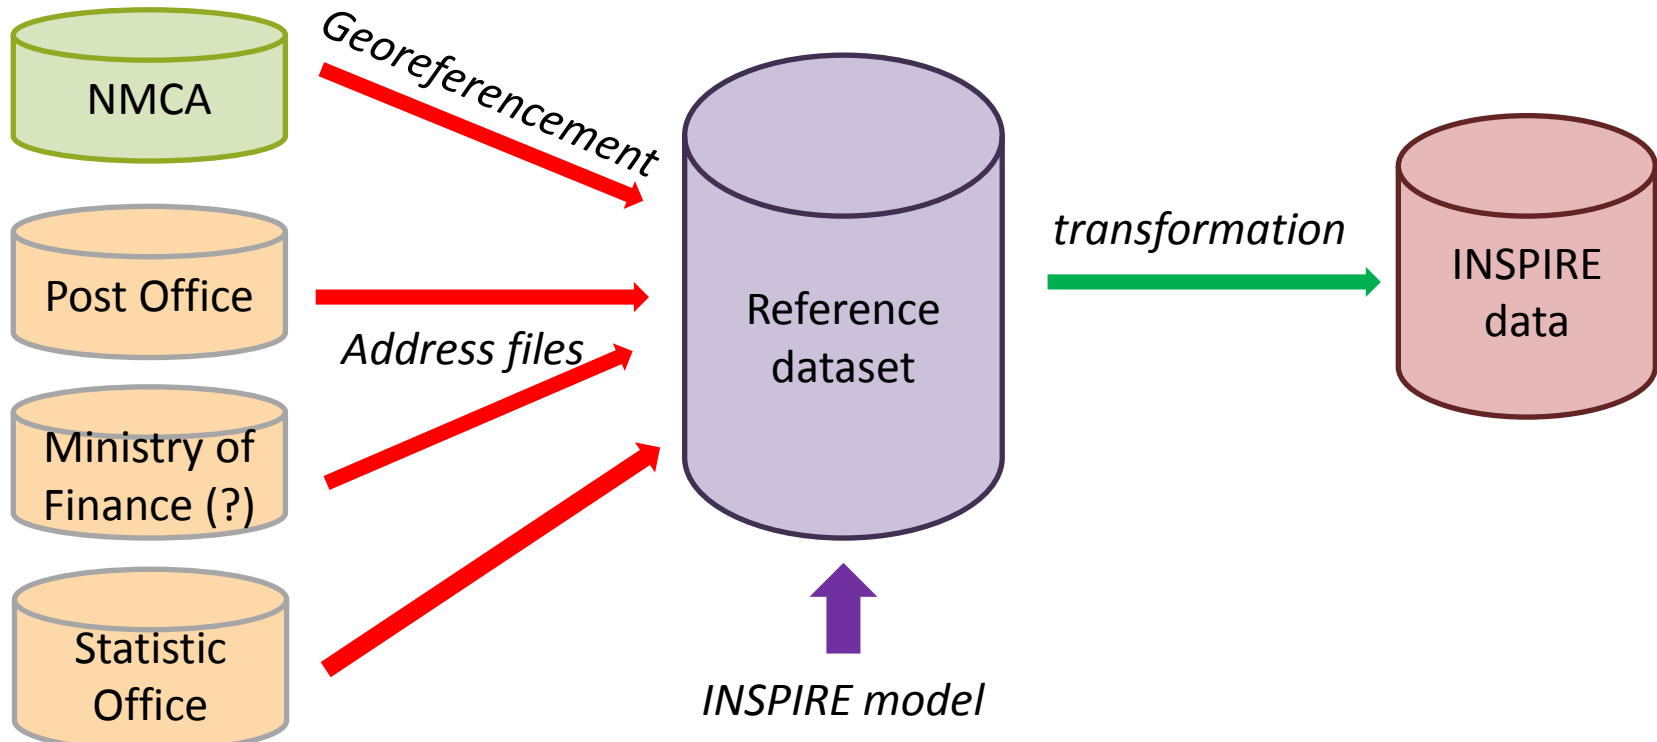 NMCA
Georeferencement
Post Office
Address files
Ministry of
Finance (?)
Statistic
Office
Reference
dataset
INSPIRE model
transformation
INSPIRE
data